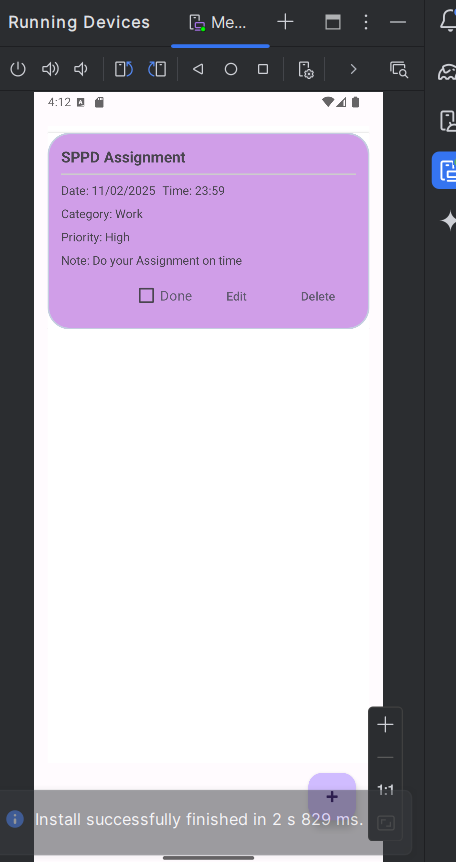 Running Devices
Me...
4:12
SPPD Assignment
Date: 11/02/2025 Time: 23:59
Category: Work
Priority: High
Note: Do your Assignment on time
Done Edit Delete
+
1:1
Install successfully finished in 2 s 829 ms.